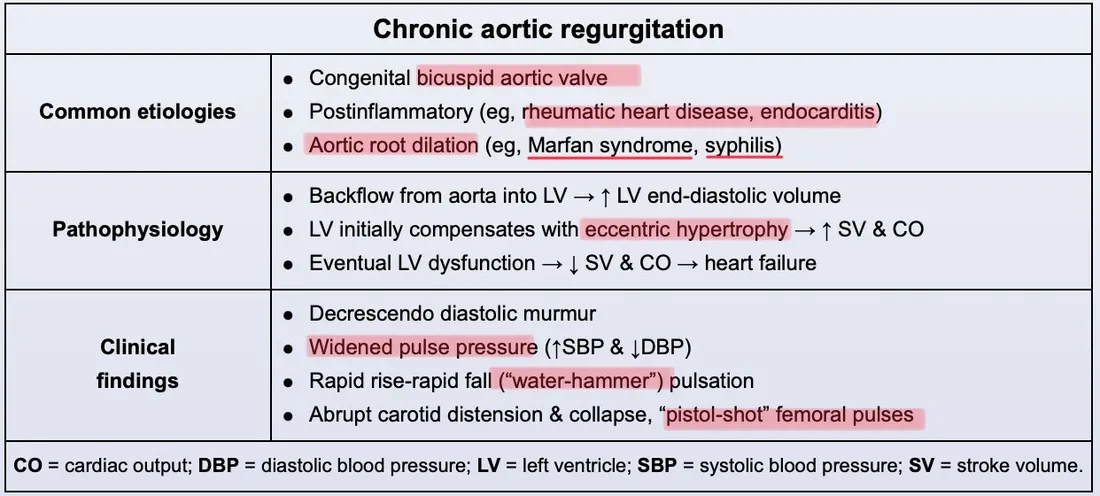 Chronic aortic regurgitation
Common etiologies
● Congenital bicuspid aortic valve
● Postinflammatory (eg, rheumatic heart disease, endocarditis)
● Aortic root dilation (eg, Marfan syndrome, syphilis)
Pathophysiology
● Backflow from aorta into LV → ↑ LV end-diastolic volume
● LV initially compensates with eccentric hypertrophy → ↑ SV & CO
● Eventual LV dysfunction → ↓ SV & CO → heart failure
Clinical
findings
● Decrescendo diastolic murmur
● Widened pulse pressure (↑SBP & ↓DBP)
● Rapid rise-rapid fall (“water-hammer”) pulsation
● Abrupt carotid distension & collapse, “pistol-shot” femoral pulses
CO = cardiac output; DBP = diastolic blood pressure; LV = left ventricle; SBP = systolic blood pressure; SV = stroke volume.